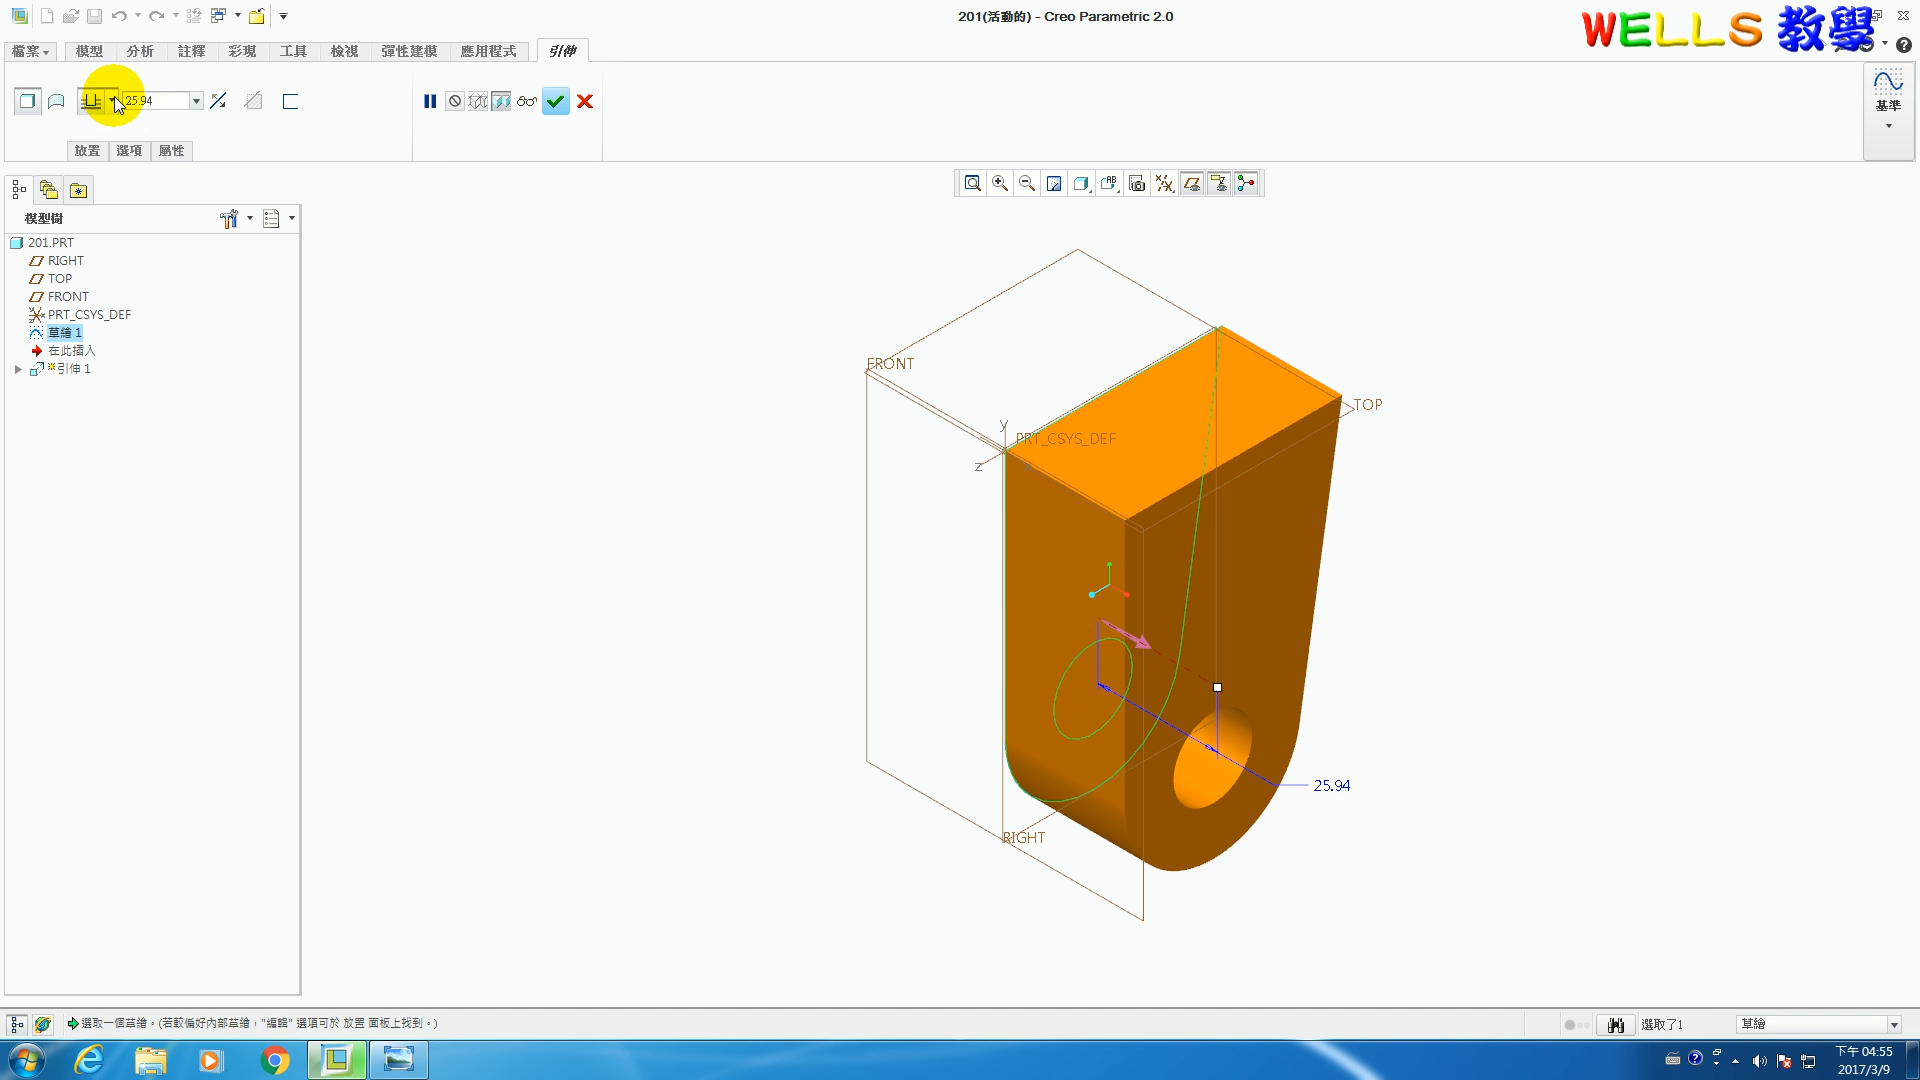 201(活動的) - Creo Parametric 2.0
WELLS 教學
檔案 模型 分析 註釋 彩現 工具 檢視 彈性建模 應用程式 引伸
25.94
基準
放置 選項 屬性
模型樹
201.PRT
RIGHT
TOP
FRONT
PRT_CSYS_DEF
草繪 1
在此插入
引伸 1
FRONT
TOP
y
PRT_CSYS_DEF
z
25.94
RIGHT
選取一個草繪。(若較偏好內部草繪，"編輯" 選項可於 放置 面板上找到。)
選取了1
草繪
下午 04:55
2017/3/9